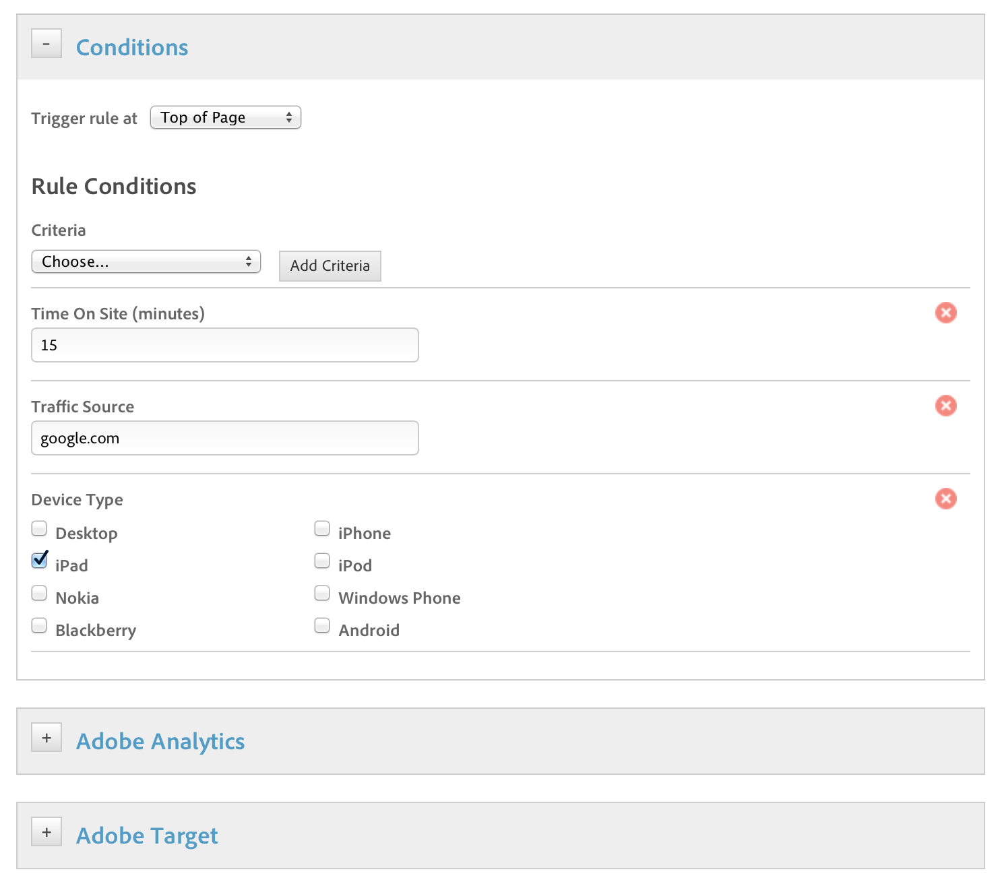 - Conditions
Trigger rule at Top of Page
Rule Conditions
Criteria
Choose... Add Criteria
Time On Site (minutes)
15
Traffic Source
google.com
Device Type
Desktop iPhone
iPad iPod
Nokia Windows Phone
Blackberry Android
+ Adobe Analytics
+ Adobe Target